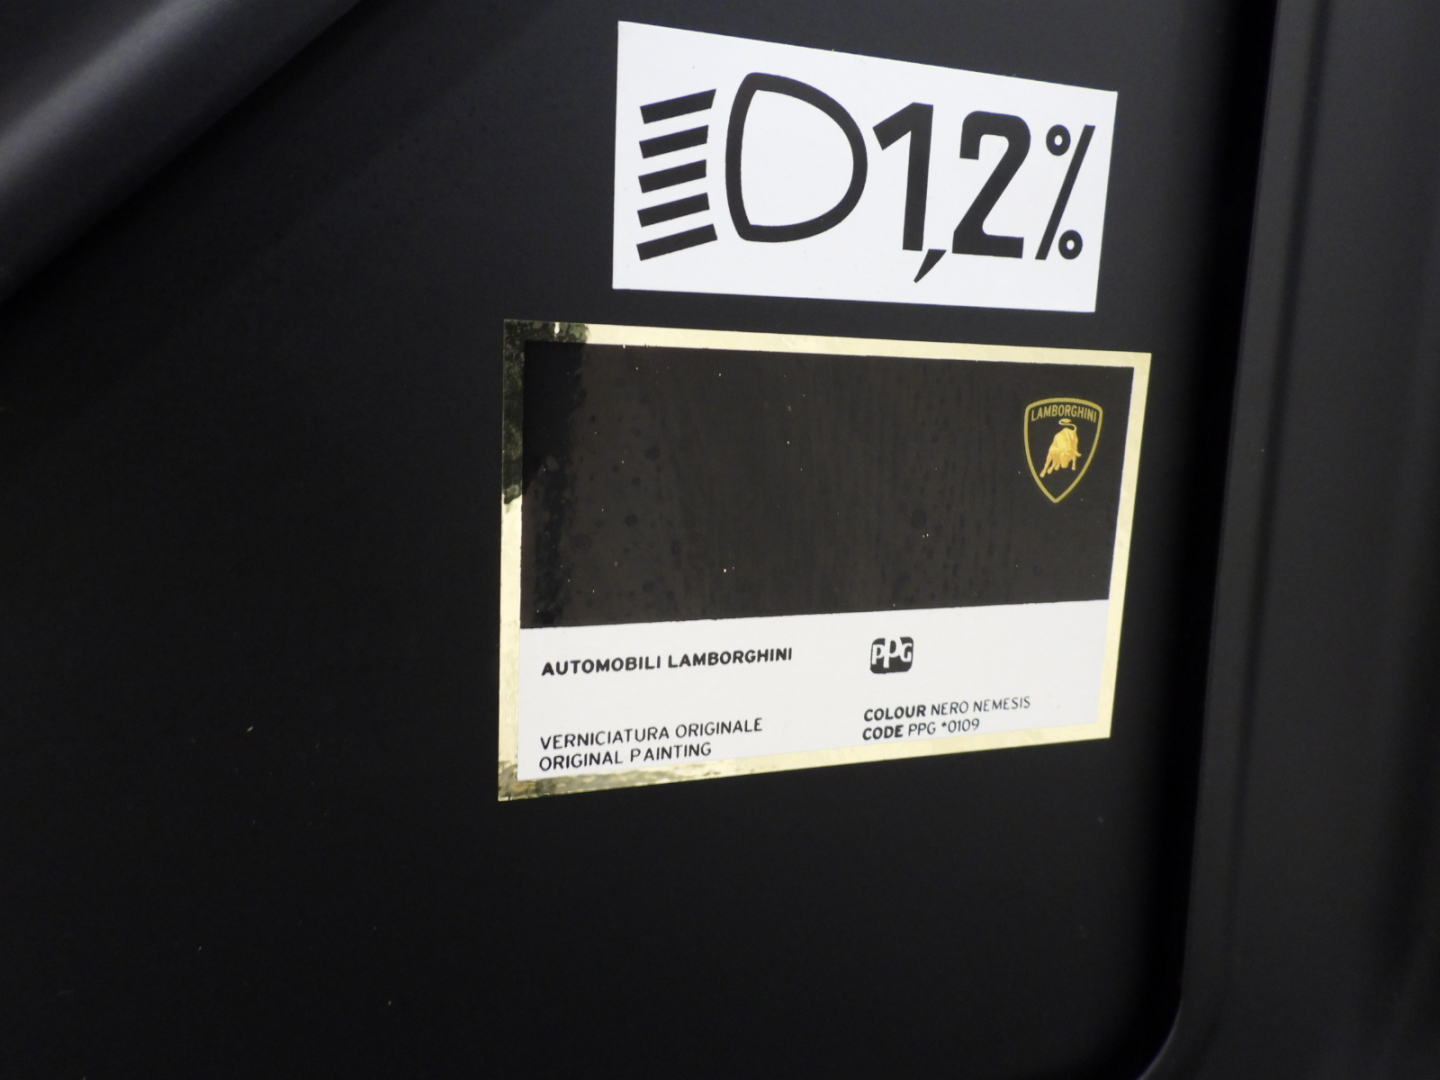 1,2%
LAMBORGHINI
AUTOMOBILI LAMBORGHINI
PPG
VERNICIATURA ORIGINALE
ORIGINAL PAINTING
COLOUR NERO NEMESIS
CODE PPG *0109